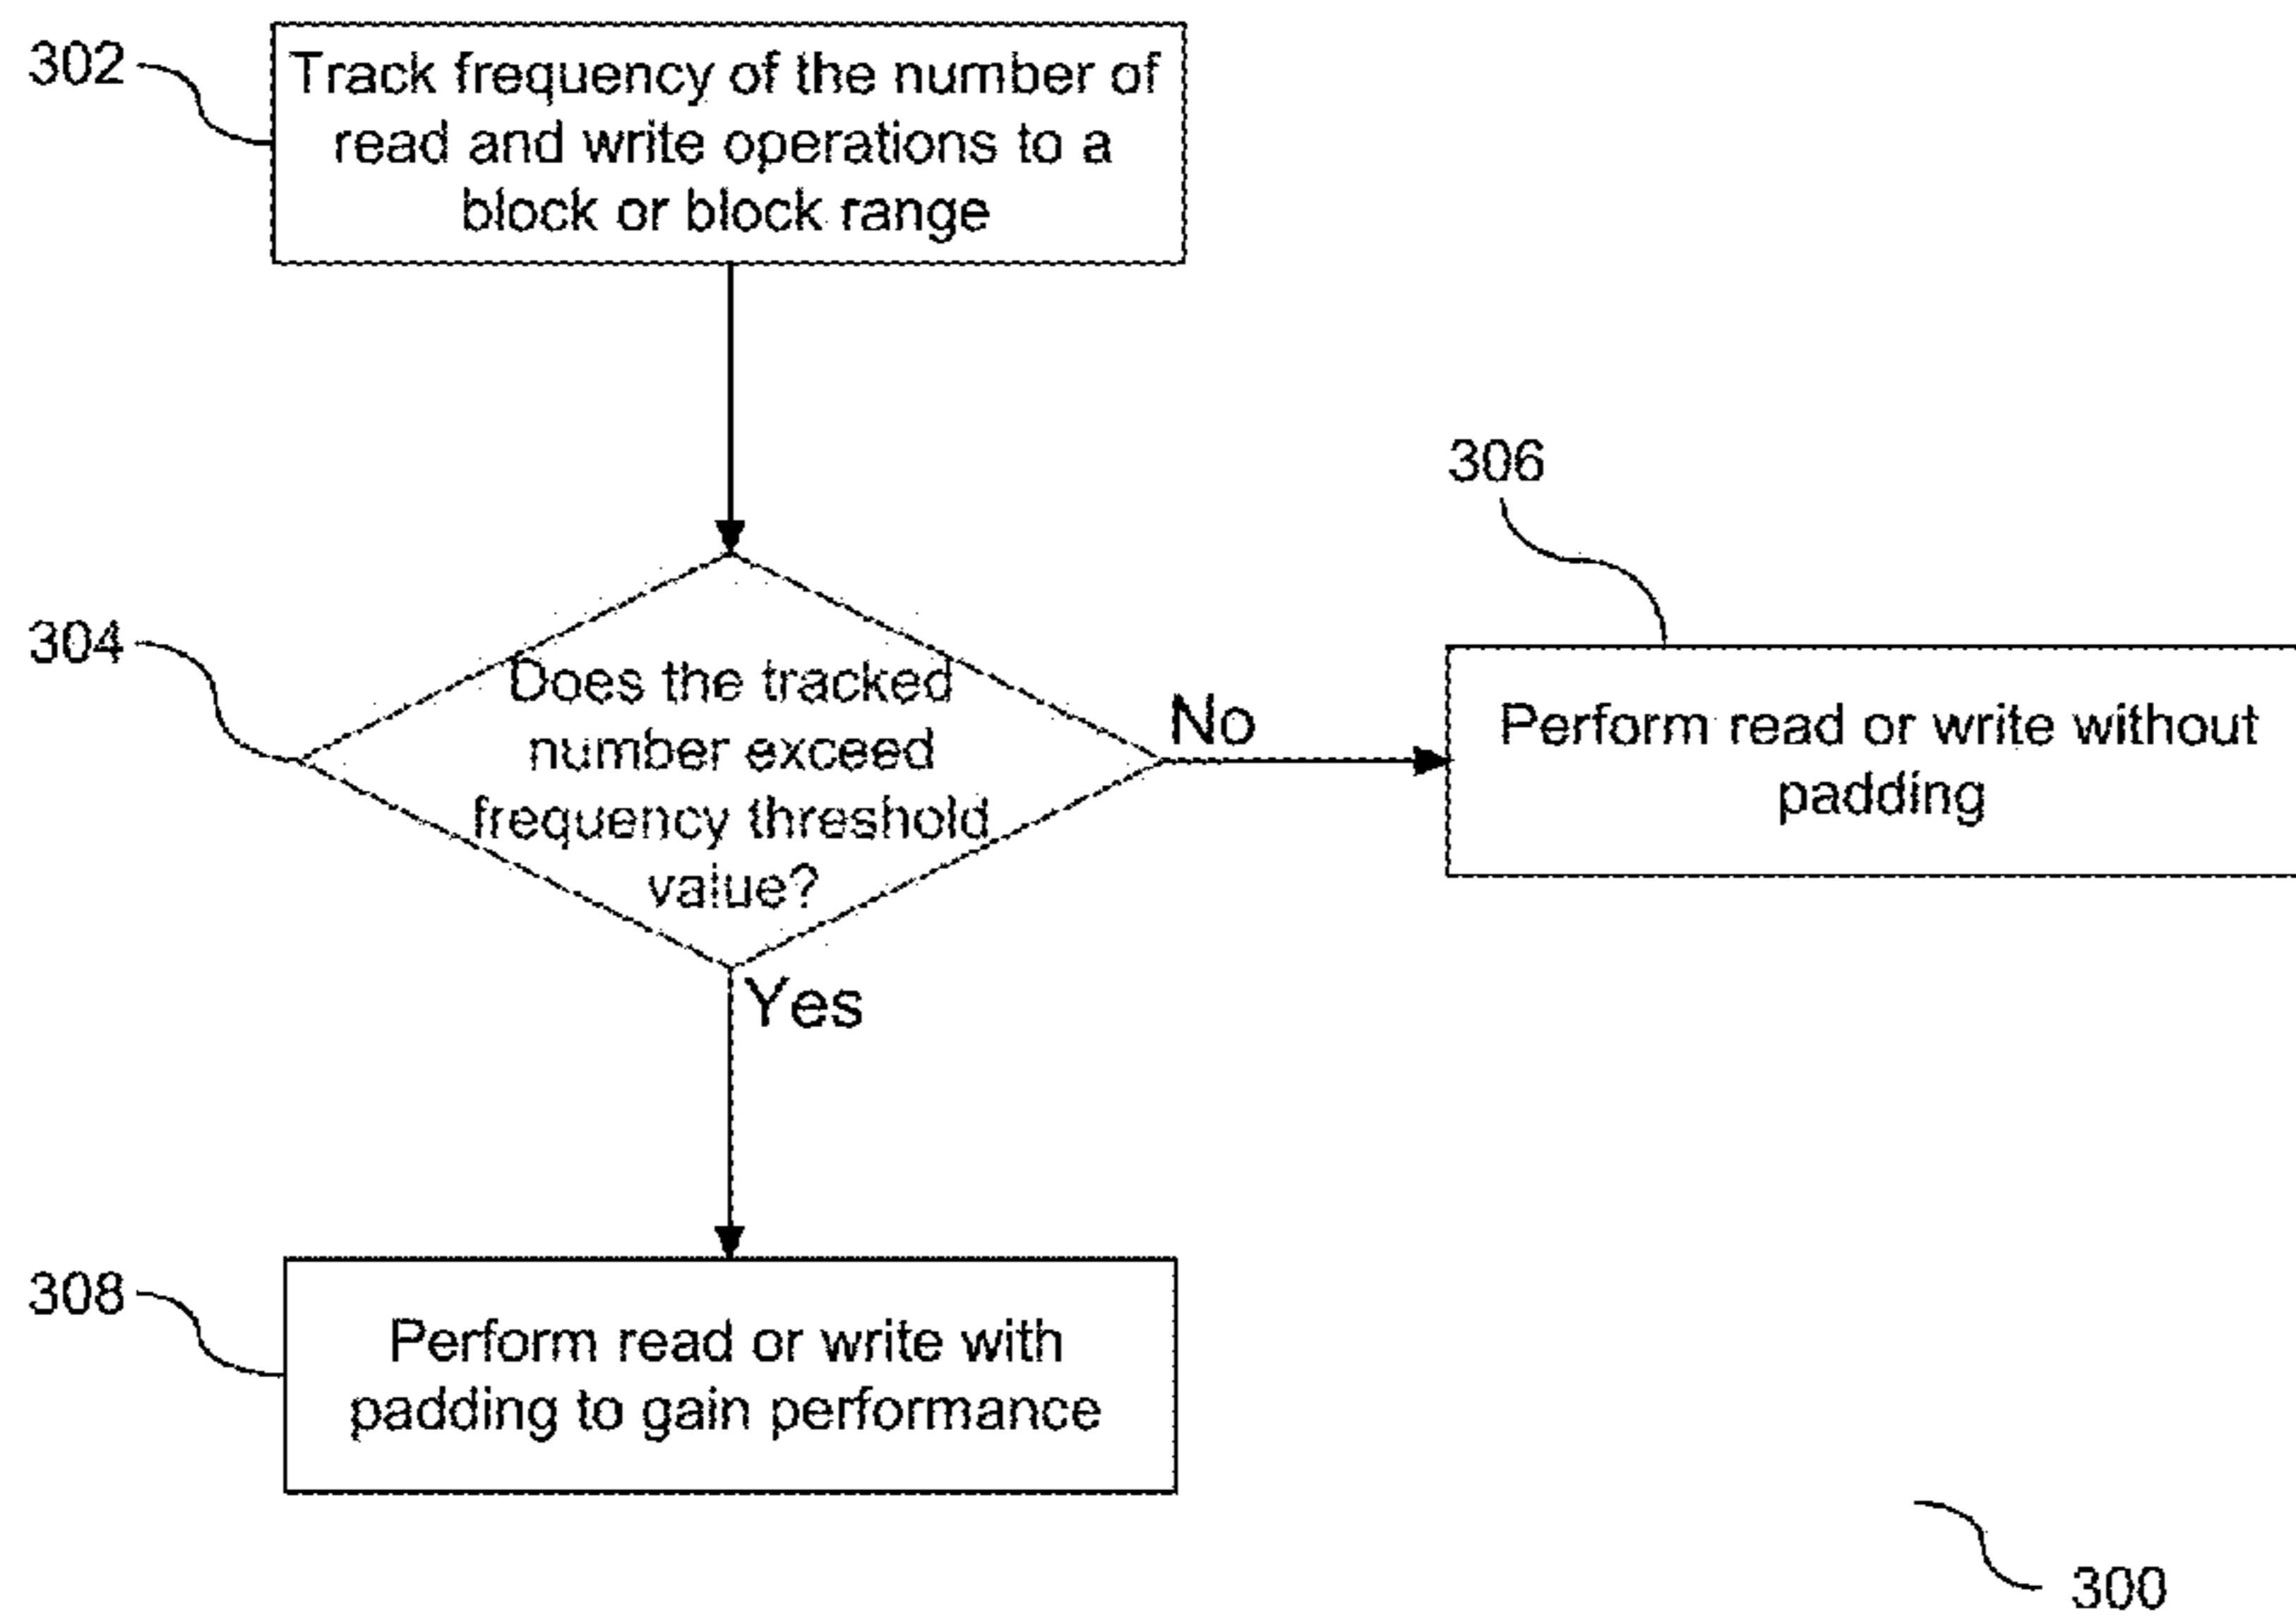 302
Track frequency of the number of
read and write operations to a
block or block range
304
Does the tracked
number exceed
frequency threshold
value?
No
306
Perform read or write without
padding
Yes
308
Perform read or write with
padding to gain performance
300